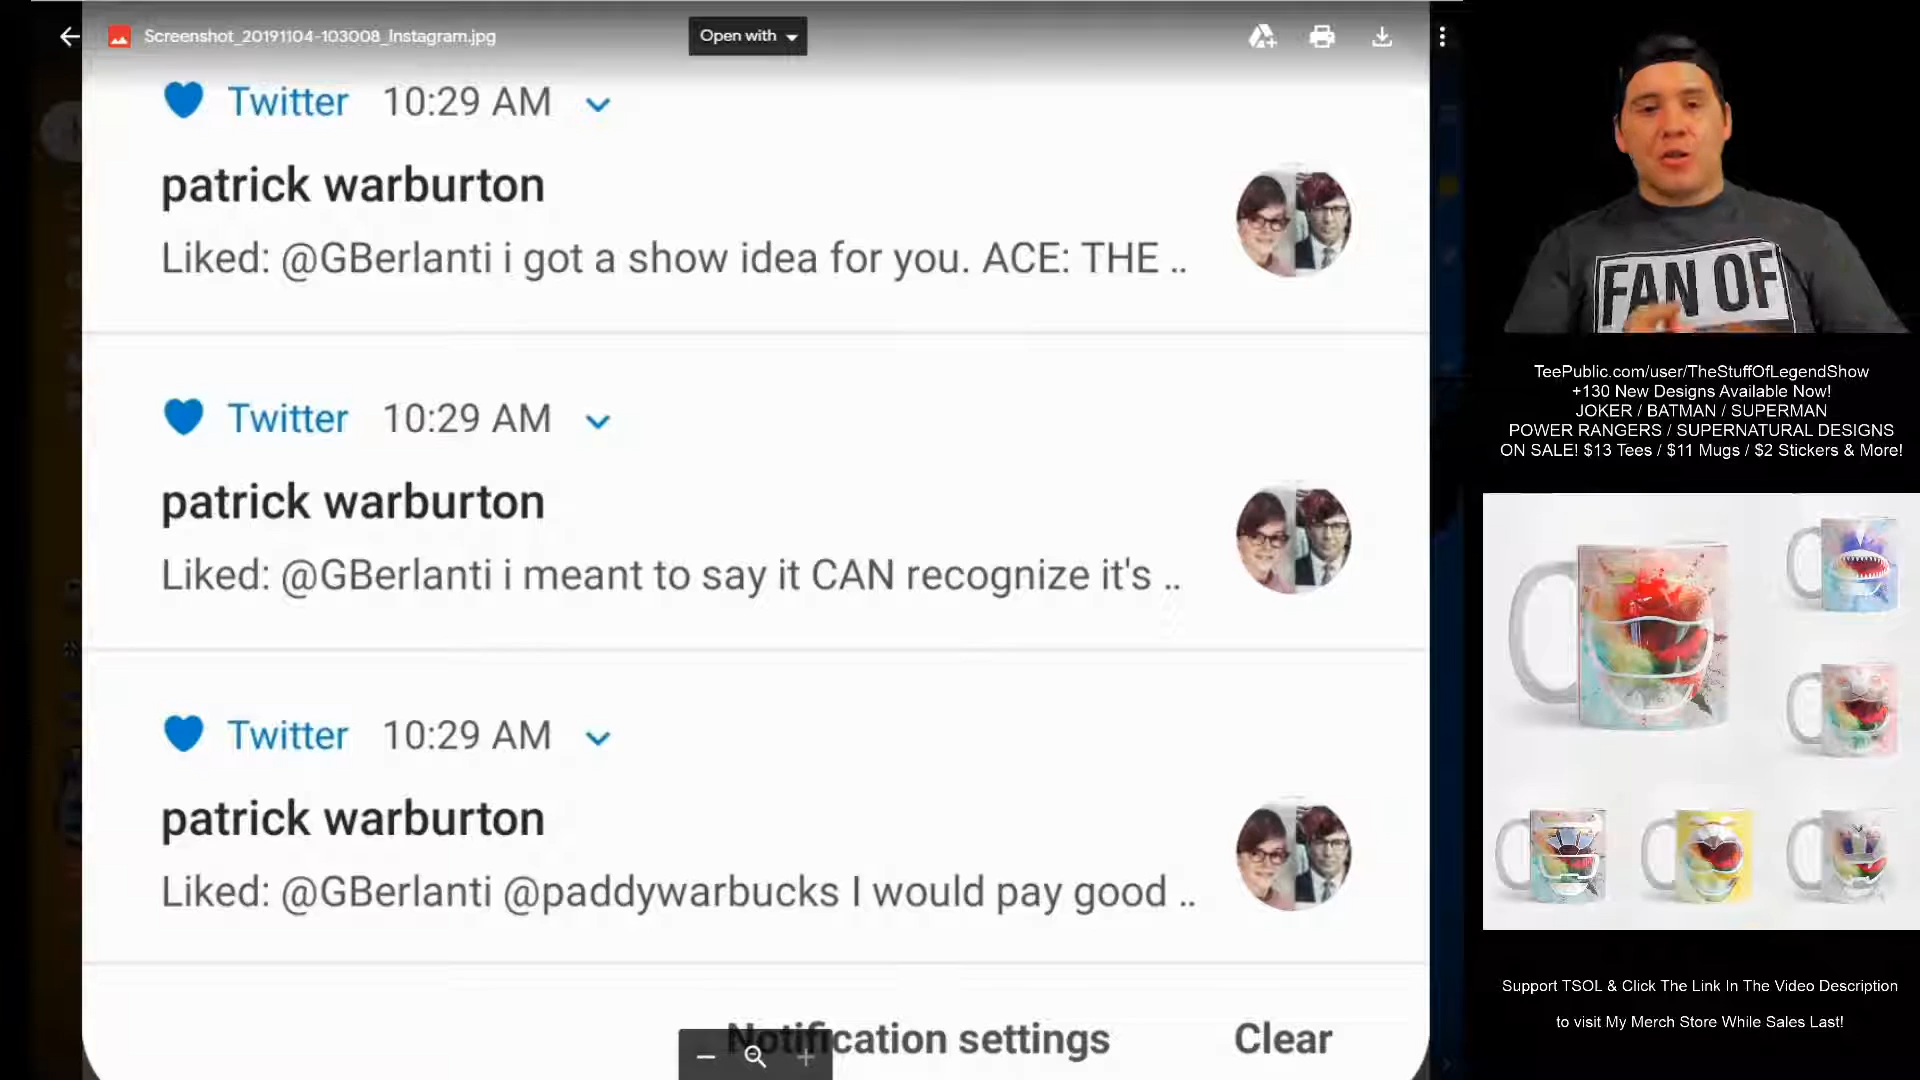 Screenshot_20191104-103008_Instagram.jpg
Open with
Twitter 10:29 AM
patrick warburton
Liked: @GBerlanti i got a show idea for you. ACE: THE ..
Twitter 10:29 AM
patrick warburton
Liked: @GBerlanti i meant to say it CAN recognize it's ..
Twitter 10:29 AM
patrick warburton
Liked: @GBerlanti @paddywarbucks I would pay good ..
Notification settings
Clear
FAN OF
TeePublic.com/user/TheStuffOfLegendShow
+130 New Designs Available Now!
JOKER / BATMAN / SUPERMAN
POWER RANGERS / SUPERNATURAL DESIGNS
ON SALE! $13 Tees / $11 Mugs / $2 Stickers & More!
Support TSOL & Click The Link In The Video Description
to visit My Merch Store While Sales Last!